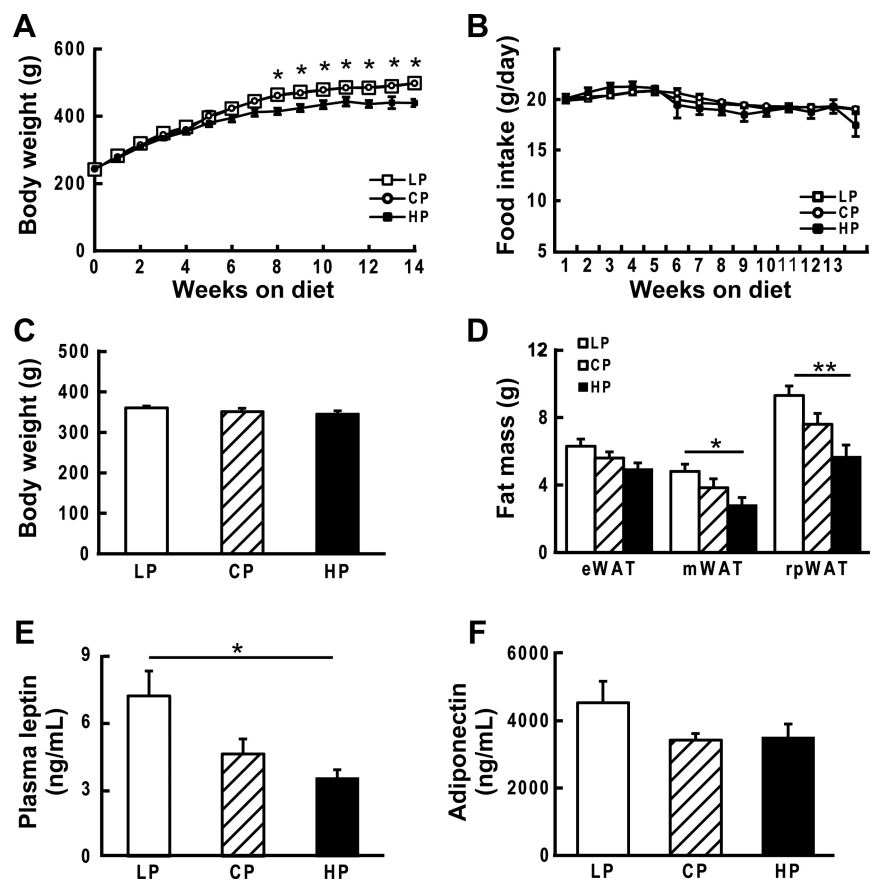 A
Body weight (g)
600
400
200
0
* * * * * * *
LP
CP
HP
0 2 4 6 8 10 12 14
Weeks on diet
B
Food intake (g/day)
20
15
10
5
LP
CP
HP
1 2 3 4 5 6 7 8 9 10 11 12 13
Weeks on diet
C
Body weight (g)
500
400
300
200
100
0
LP CP HP
D
Fat mass (g)
12
8
4
0
LP
CP
HP
*
**
eWAT mWAT rpWAT
E
Plasma leptin
(ng/mL)
9
6
3
0
*
LP CP HP
F
Adiponectin
(ng/mL)
6000
4000
2000
0
LP CP HP